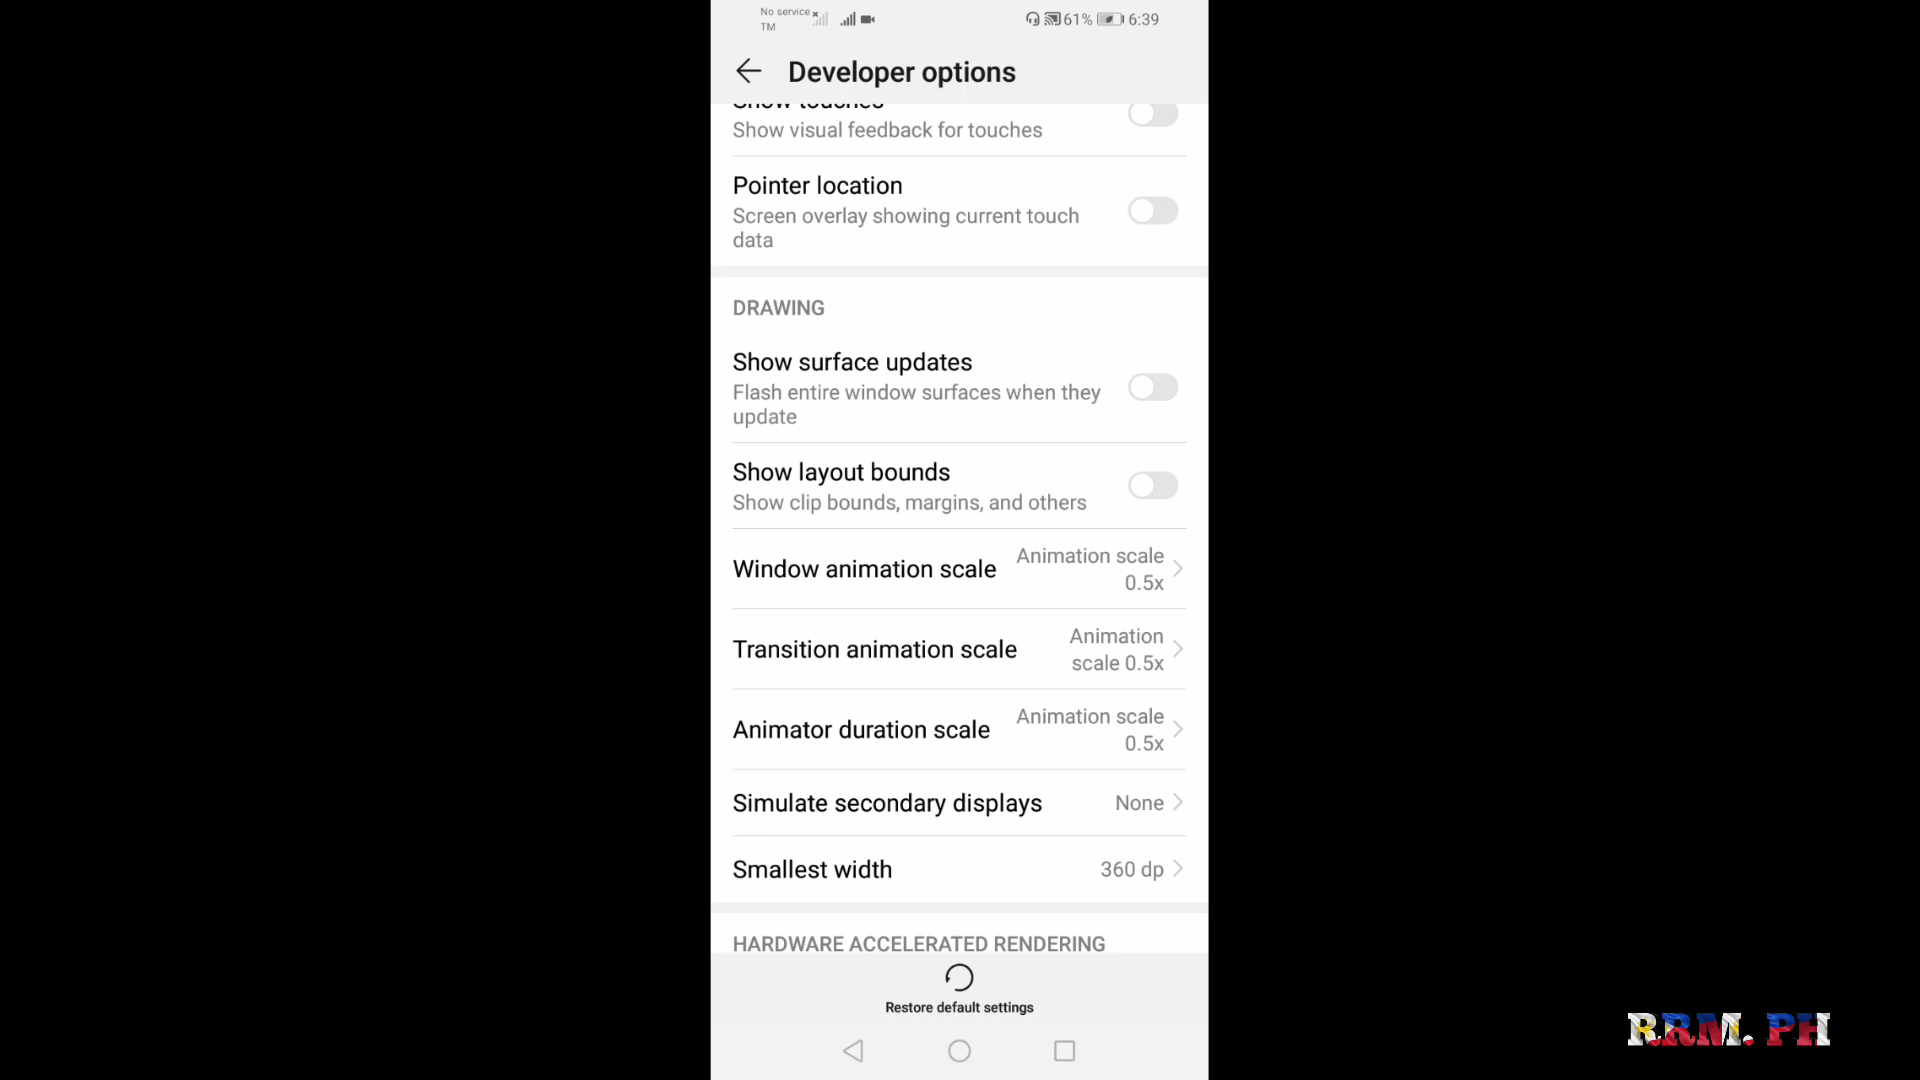 No service
TM
61%
6:39
Developer options
Show touches
Show visual feedback for touches
Pointer location
Screen overlay showing current touch
data
DRAWING
Show surface updates
Flash entire window surfaces when they
update
Show layout bounds
Show clip bounds, margins, and others
Window animation scale
Animation scale
0.5x
Transition animation scale
Animation
scale 0.5x
Animator duration scale
Animation scale
0.5x
Simulate secondary displays
None
Smallest width
360 dp
HARDWARE ACCELERATED RENDERING
Restore default settings
R.R.M. PH